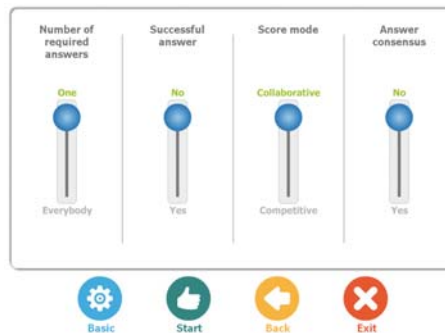 Number of
required
answers
Successful
answer
Score mode
Answer
consensus
One
No
Collaborative
No
Everybody
Yes
Competitive
Yes
Basic
Start
Back
Exit